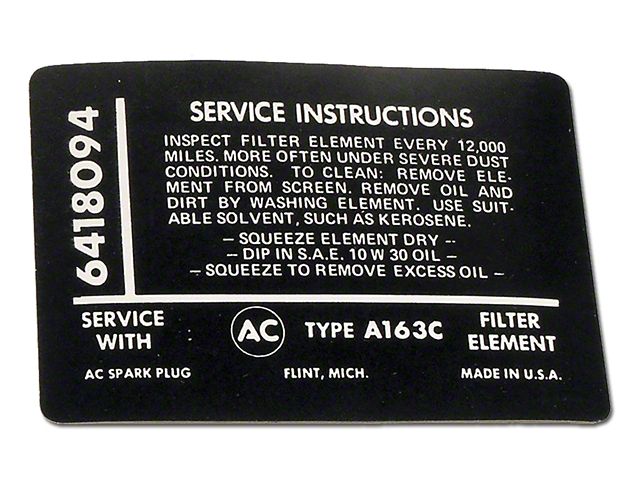 6418094
SERVICE INSTRUCTIONS
INSPECT FILTER ELEMENT EVERY 12,000
MILES. MORE OFTEN UNDER SEVERE DUST
CONDITIONS. TO CLEAN: REMOVE ELE-
MENT FROM SCREEN. REMOVE OIL AND
DIRT BY WASHING ELEMENT. USE SUIT-
ABLE SOLVENT, SUCH AS KEROSENE.
– SQUEEZE ELEMENT DRY –
– DIP IN S.A.E. 10 W 30 OIL –
– SQUEEZE TO REMOVE EXCESS OIL –
SERVICE WITH
AC TYPE A163C
FILTER ELEMENT
AC SPARK PLUG FLINT, MICH. MADE IN U.S.A.